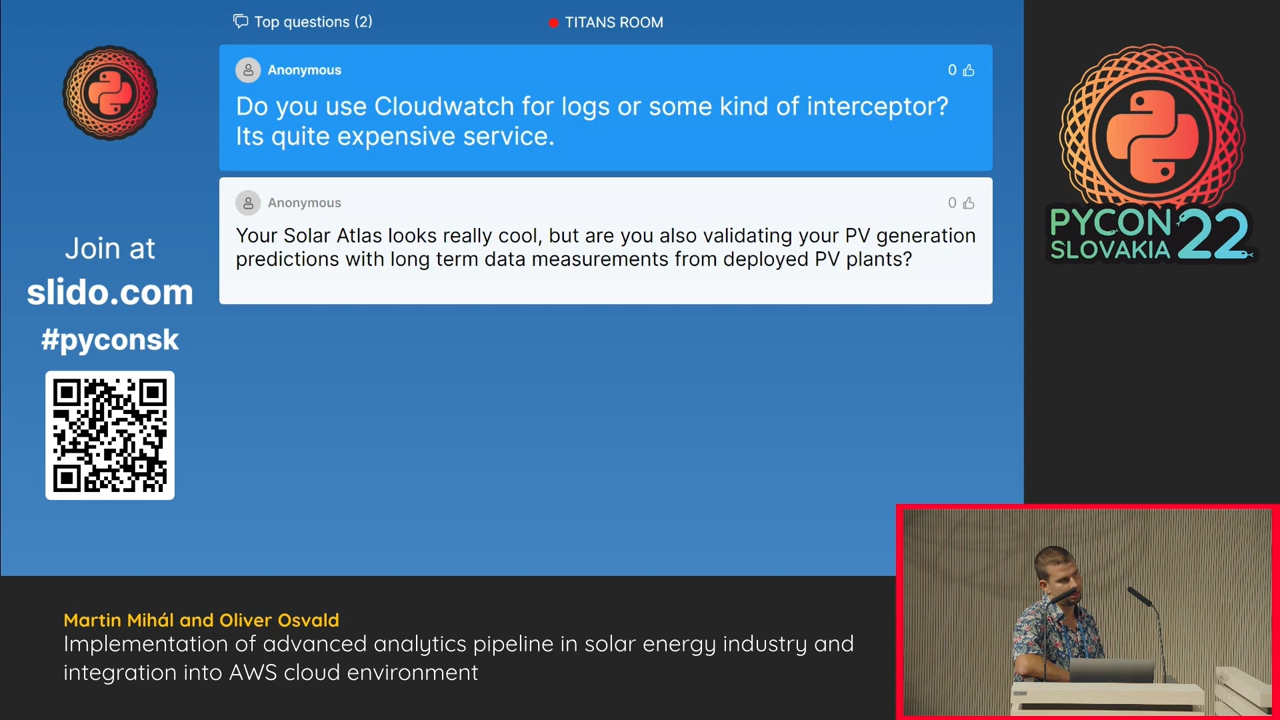 Top questions (2)
TITANS ROOM
Anonymous
0
Do you use Cloudwatch for logs or some kind of interceptor?
Its quite expensive service.
Anonymous
0
Your Solar Atlas looks really cool, but are you also validating your PV generation
predictions with long term data measurements from deployed PV plants?
Join at
slido.com
#pyconsk
PYCON
SLOVAKIA
22
Martin Mihál and Oliver Osvald
Implementation of advanced analytics pipeline in solar energy industry and
integration into AWS cloud environment